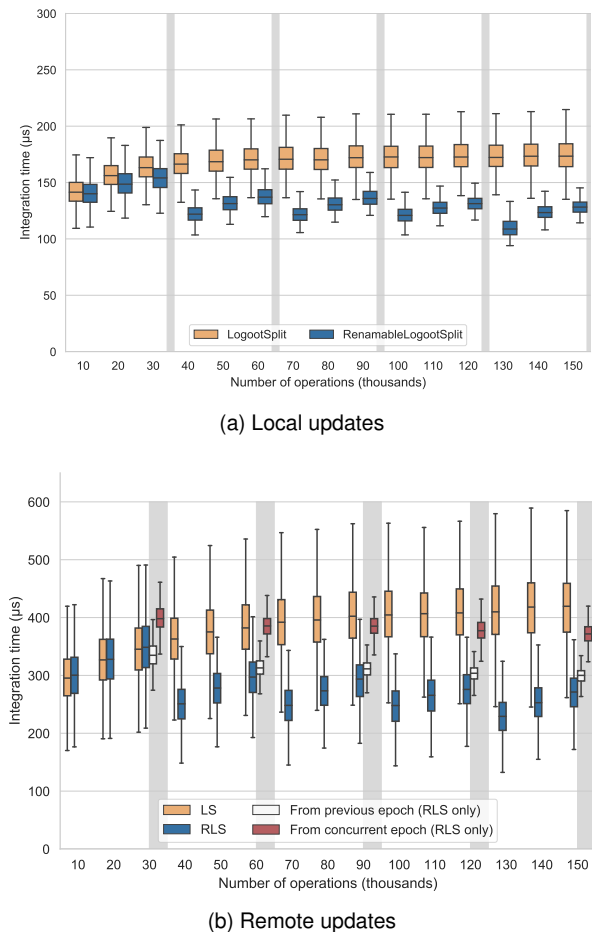 300
250
200
150
100
50
0
Integration time (µs)
LogootSplit RenamableLogootSplit
10 20 30 40 50 60 70 80 90 100 110 120 130 140 150
Number of operations (thousands)
(a) Local updates
600
500
400
300
200
100
0
Integration time (µs)
LS From previous epoch (RLS only)
RLS From concurrent epoch (RLS only)
10 20 30 40 50 60 70 80 90 100 110 120 130 140 150
Number of operations (thousands)
(b) Remote updates